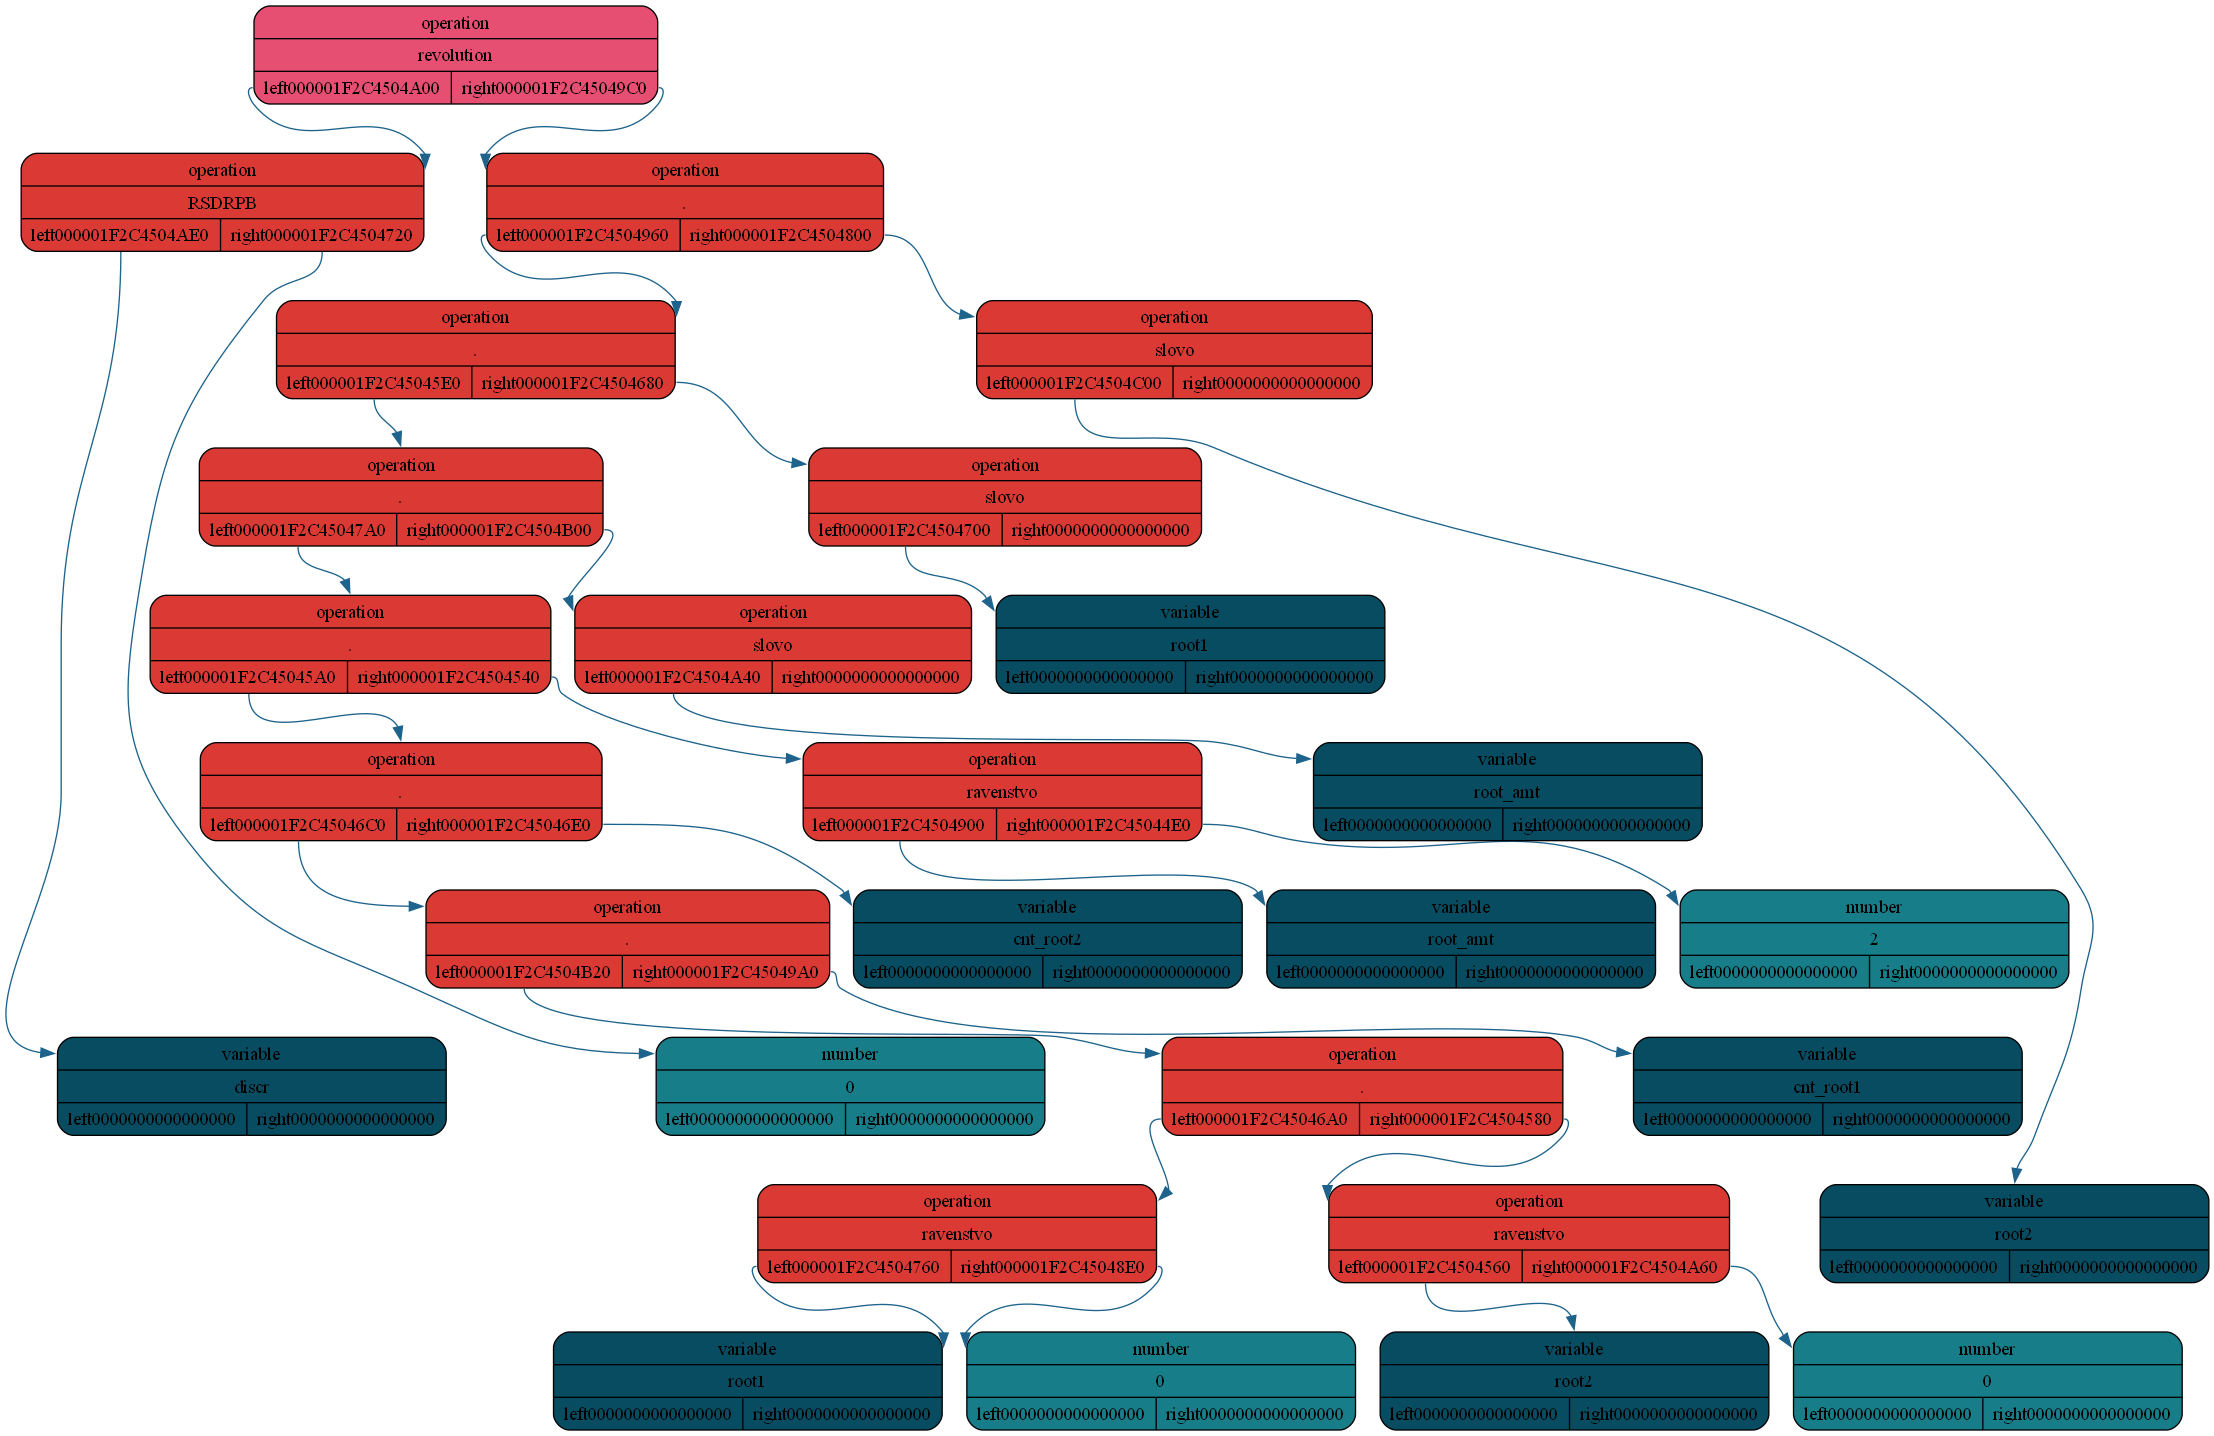 operation
revolution
left000001F2C4504A00 right000001F2C45049C0
operation
RSDRPB
left000001F2C4504AE0 right000001F2C4504720
operation
.
left000001F2C4504960 right000001F2C4504800
operation
.
left000001F2C45045E0 right000001F2C4504680
operation
slovo
left000001F2C4504C00 right0000000000000000
operation
.
left000001F2C45047A0 right000001F2C4504B00
operation
slovo
left000001F2C4504700 right0000000000000000
operation
.
left000001F2C45045A0 right000001F2C4504540
operation
slovo
left000001F2C4504A40 right0000000000000000
variable
root1
left0000000000000000 right0000000000000000
operation
.
left000001F2C45046C0 right000001F2C45046E0
operation
ravenstvo
left000001F2C4504900 right000001F2C45044E0
variable
root_amt
left0000000000000000 right0000000000000000
operation
.
left000001F2C4504B20 right000001F2C45049A0
variable
cnt_root2
left0000000000000000 right0000000000000000
variable
root_amt
left0000000000000000 right0000000000000000
number
2
left0000000000000000 right0000000000000000
variable
discr
left0000000000000000 right0000000000000000
number
0
left0000000000000000 right0000000000000000
operation
.
left000001F2C45046A0 right000001F2C4504580
variable
cnt_root1
left0000000000000000 right0000000000000000
operation
ravenstvo
left000001F2C4504760 right000001F2C45048E0
operation
ravenstvo
left000001F2C4504560 right000001F2C4504A60
variable
root2
left0000000000000000 right0000000000000000
variable
root1
left0000000000000000 right0000000000000000
number
0
left0000000000000000 right0000000000000000
variable
root2
left0000000000000000 right0000000000000000
number
0
left0000000000000000 right0000000000000000